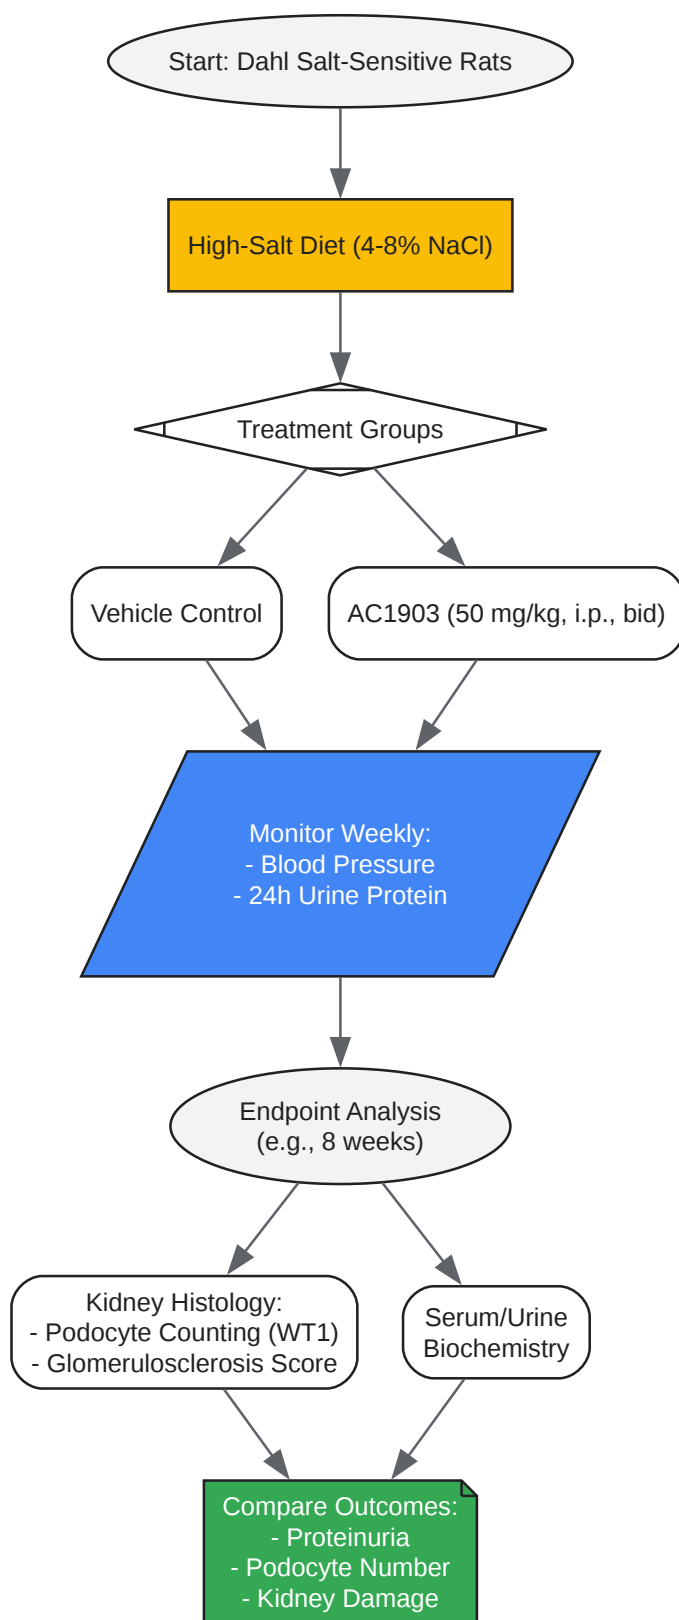 Start: Dahl Salt-Sensitive Rats
High-Salt Diet (4-8% NaCl)
Treatment Groups
Vehicle Control
AC1903 (50 mg/kg, i.p., bid)
Monitor Weekly:
- Blood Pressure
- 24h Urine Protein
Endpoint Analysis
(e.g., 8 weeks)
Kidney Histology:
- Podocyte Counting (WT1)
- Glomerulosclerosis Score
Serum/Urine
Biochemistry
Compare Outcomes:
- Proteinuria
- Podocyte Number
- Kidney Damage